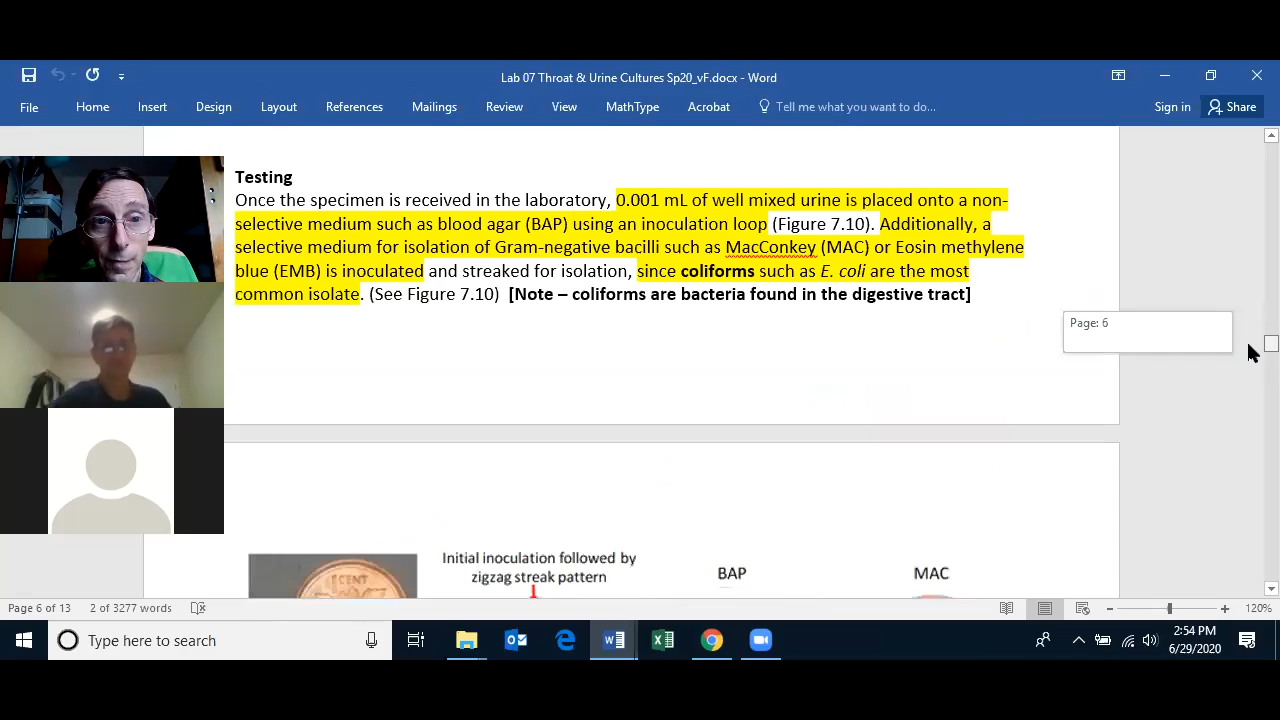 Lab 07 Throat & Urine Cultures Sp20_vF.docx - Word
File Home Insert Design Layout References Mailings Review View MathType Acrobat Tell me what you want to do... Sign in Share
Testing
Once the specimen is received in the laboratory, 0.001 mL of well mixed urine is placed onto a non-
selective medium such as blood agar (BAP) using an inoculation loop (Figure 7.10). Additionally, a
selective medium for isolation of Gram-negative bacilli such as MacConkey (MAC) or Eosin methylene
blue (EMB) is inoculated and streaked for isolation, since coliforms such as E. coli are the most
common isolate. (See Figure 7.10) [Note – coliforms are bacteria found in the digestive tract]
Page: 6
Initial inoculation followed by
zigzag streak pattern
BAP
MAC
CENT
Page 6 of 13 2 of 3277 words 120%
Type here to search
2:54 PM
6/29/2020